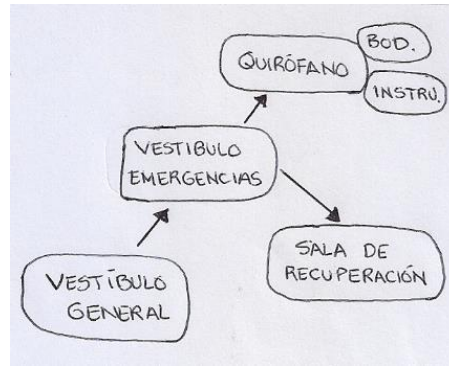 BOD.
QUIRÓFANO
INSTRU.
VESTIBULO
EMERGENCIAS
SALA DE
RECUPERACIÓN
VESTÍBULO
GENERAL